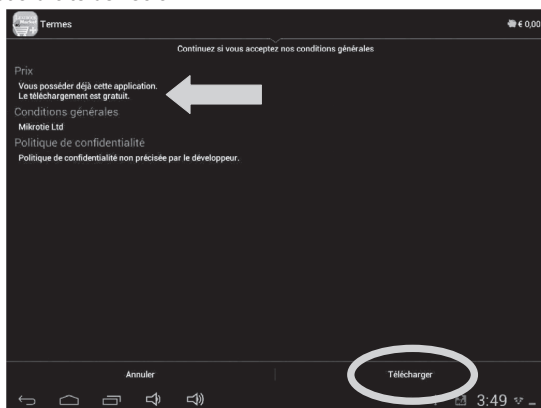 Termes
€ 0,00
Continuez si vous acceptez nos conditions générales
Prix
Vous posséder déjà cette application.
Le téléchargement est gratuit.
Conditions générales
Mikrotie Ltd
Politique de confidentialité
Politique de confidentialité non précisée par le développeur.
Annuler
Télécharger
3:49